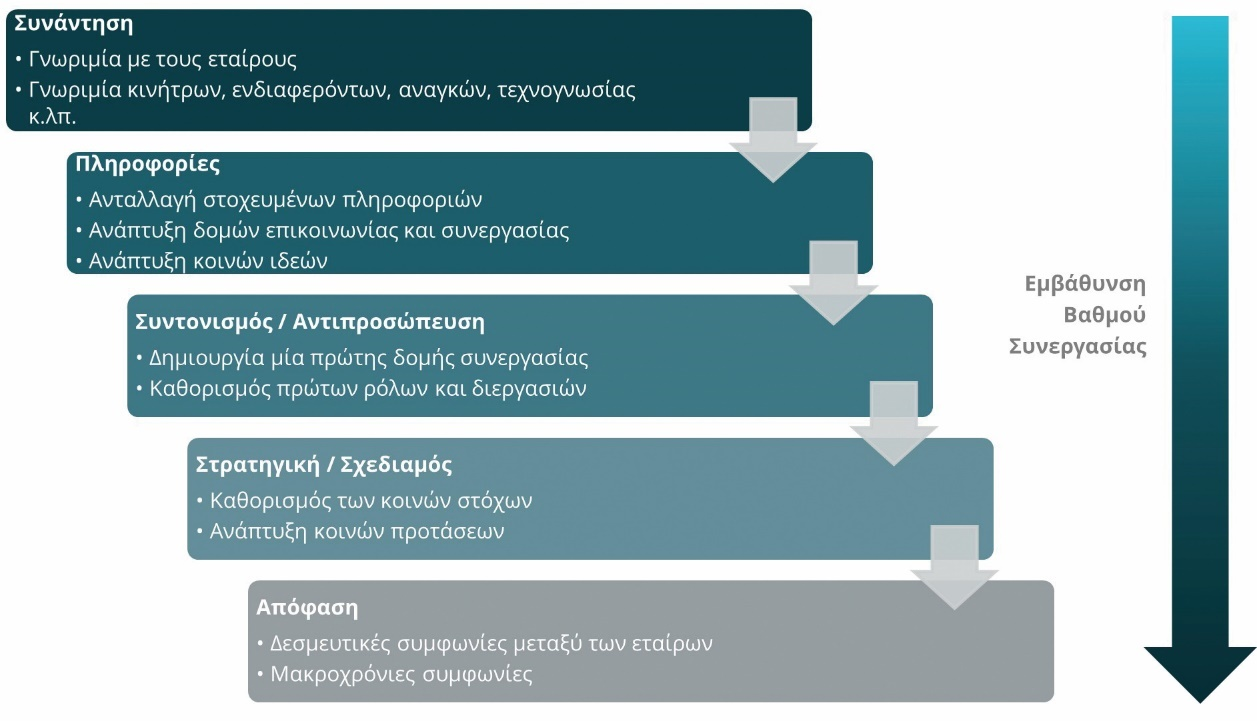 Συνάντηση
• Γνωριμία με τους εταίρους
• Γνωριμία κινήτρων, ενδιαφερόντων, αναγκών, τεχνογνωσίας
κ.λπ.
Πληροφορίες
• Ανταλλαγή στοχευμένων πληροφοριών
• Ανάπτυξη δομών επικοινωνίας και συνεργασίας
• Ανάπτυξη κοινών ιδεών
Συντονισμός / Αντιπροσώπευση
• Δημιουργία μία πρώτης δομής συνεργασίας
• Καθορισμός πρώτων ρόλων και διεργασιών
Στρατηγική / Σχεδιαμός
• Καθορισμός των κοινών στόχων
• Ανάπτυξη κοινών προτάσεων
Απόφαση
• Δεσμευτικές συμφωνίες μεταξύ των εταίρων
• Μακροχρόνιες συμφωνίες
Εμβάθυνση
Βαθμού
Συνεργασίας